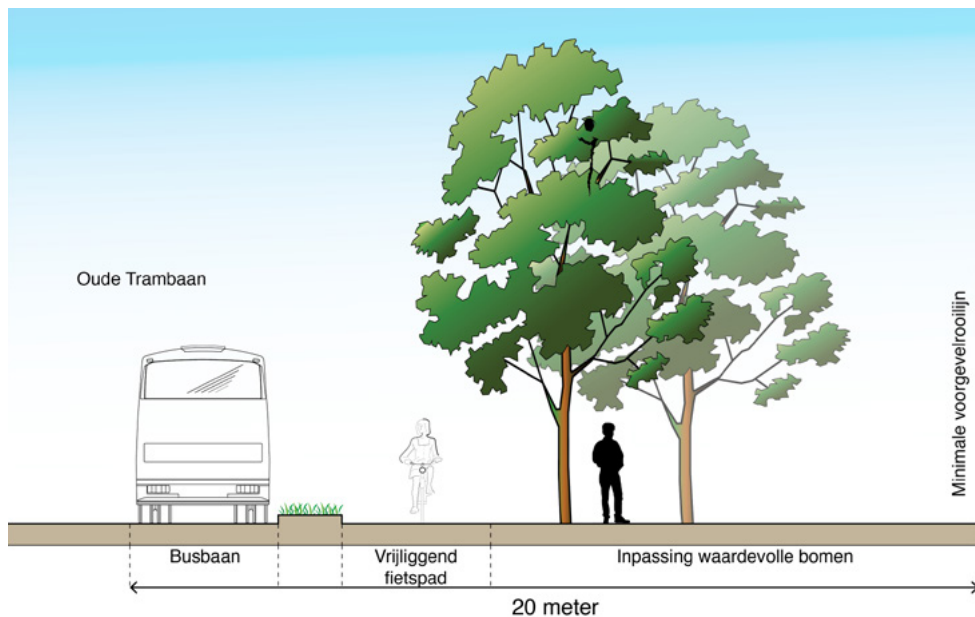 Oude Trambaan
Minimale voorgevelrooilijn
Busbaan
Vrijliggend
fietspad
Inpassing waardevolle bomen
20 meter